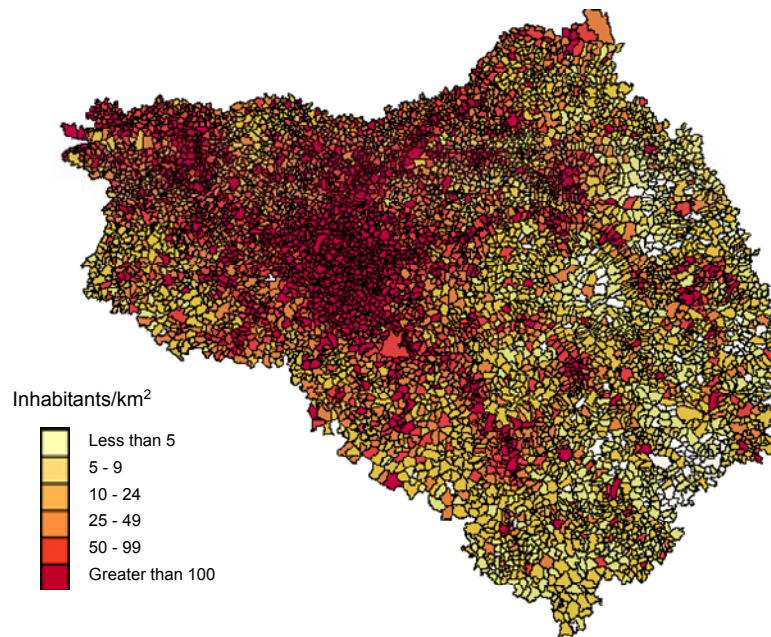 Inhabitants/km²
Less than 5
5 - 9
10 - 24
25 - 49
50 - 99
Greater than 100